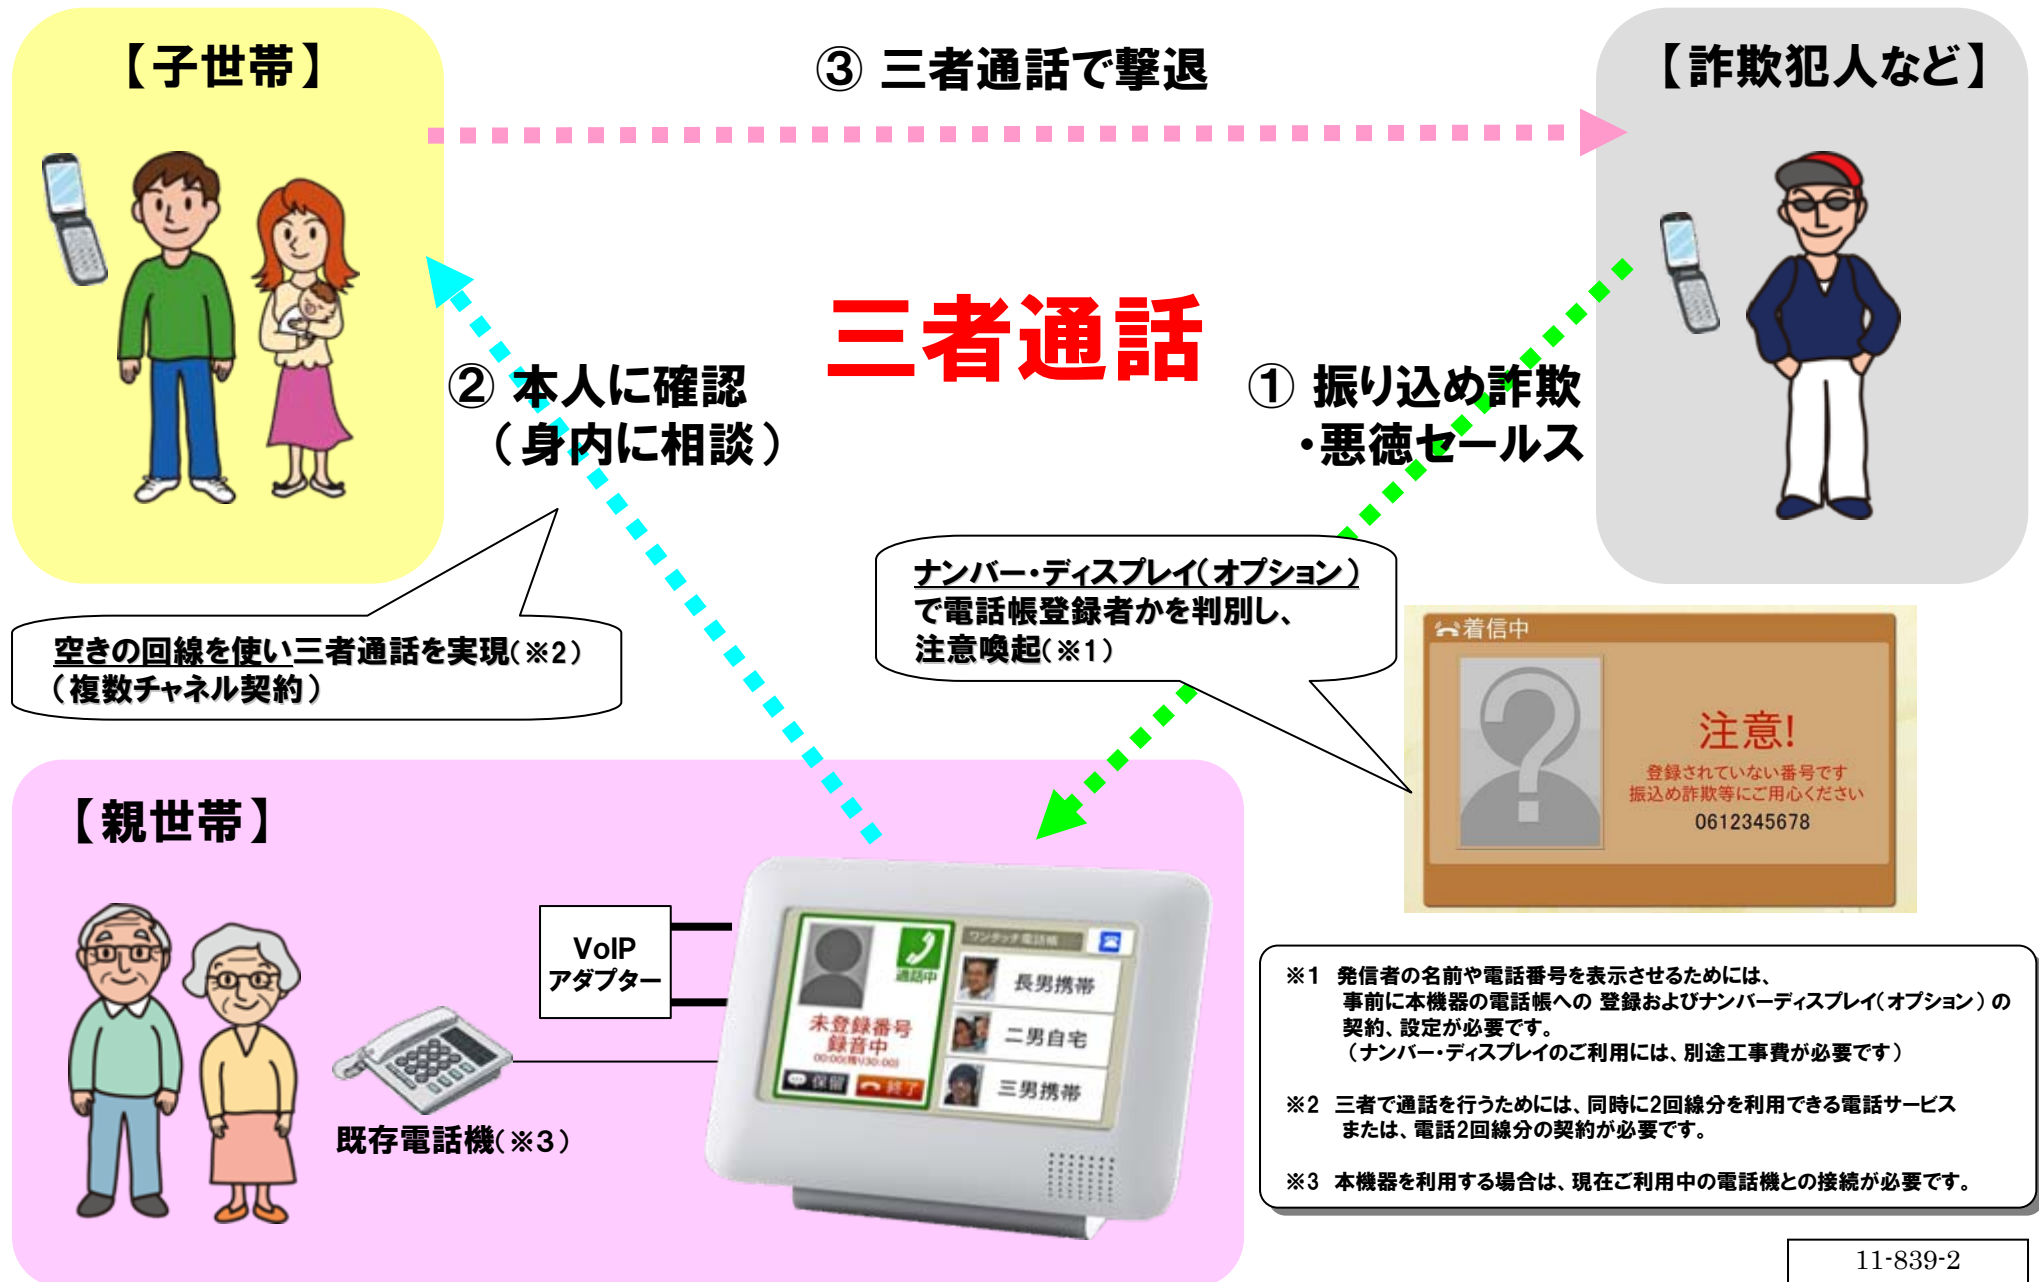 【子世帯】
③ 三者通話で撃退
【詐欺犯人など】
三者通話
② 本人に確認
（身内に相談）
① 振り込め詐欺
・悪徳セールス
空きの回線を使い三者通話を実現（※2）
（複数チャネル契約）
ナンバー・ディスプレイ（オプション）
で電話帳登録者かを判別し、
注意喚起（※1）
着信中
注意!
登録されていない番号です
振込め詐欺等にご用心ください
0612345678
【親世帯】
VoIP
アダプター
既存電話機（※3）
通話中
未登録番号
録音中
00:00(残り30:00)
保留
終了
ワンタッチ電話帳
長男携帯
二男自宅
三男携帯
※1 発信者の名前や電話番号を表示させるためには、
事前に本機器の電話帳への 登録およびナンバーディスプレイ（オプション）の
契約、設定が必要です。
（ナンバー・ディスプレイのご利用には、別途工事費が必要です）
※2 三者で通話を行うためには、同時に2回線分を利用できる電話サービス
または、電話2回線分の契約が必要です。
※3 本機器を利用する場合は、現在ご利用中の電話機との接続が必要です。
11-839-2